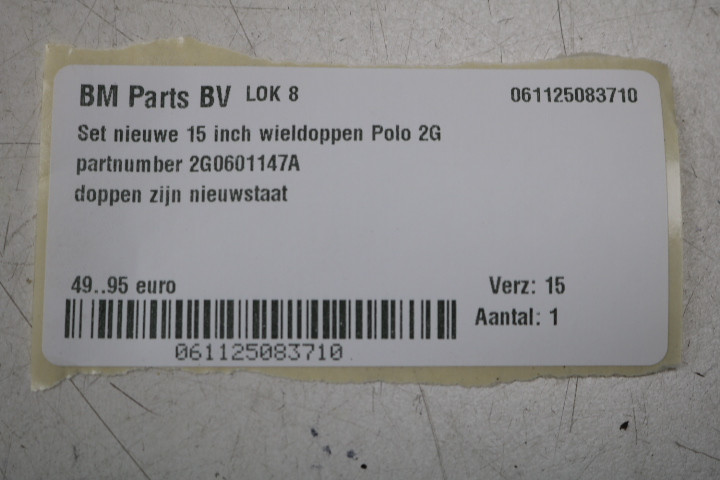 BM Parts BV LOK 8 061125083710
Set nieuwe 15 inch wieldoppen Polo 2G
partnumber 2G0601147A
doppen zijn nieuwstaat
49..95 euro Verz: 15
Aantal: 1
061125083710